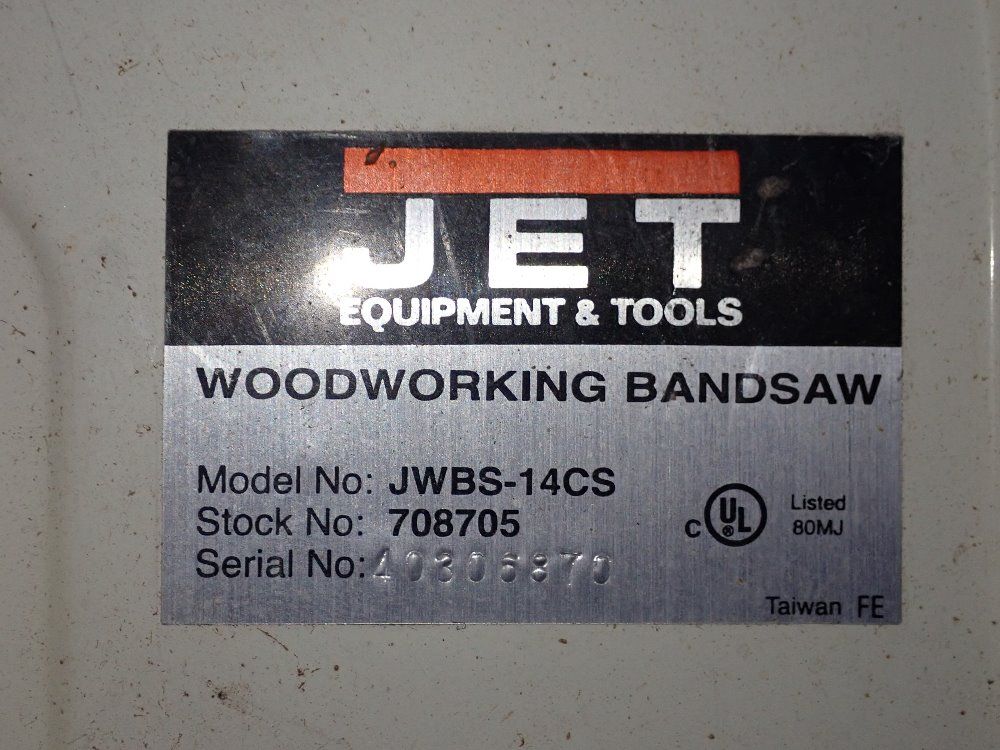 JET
EQUIPMENT & TOOLS
WOODWORKING BANDSAW
Model No: JWBS-14CS
Stock No: 708705
Serial No: 40306870
C UL ® Listed
80MJ
Taiwan FE